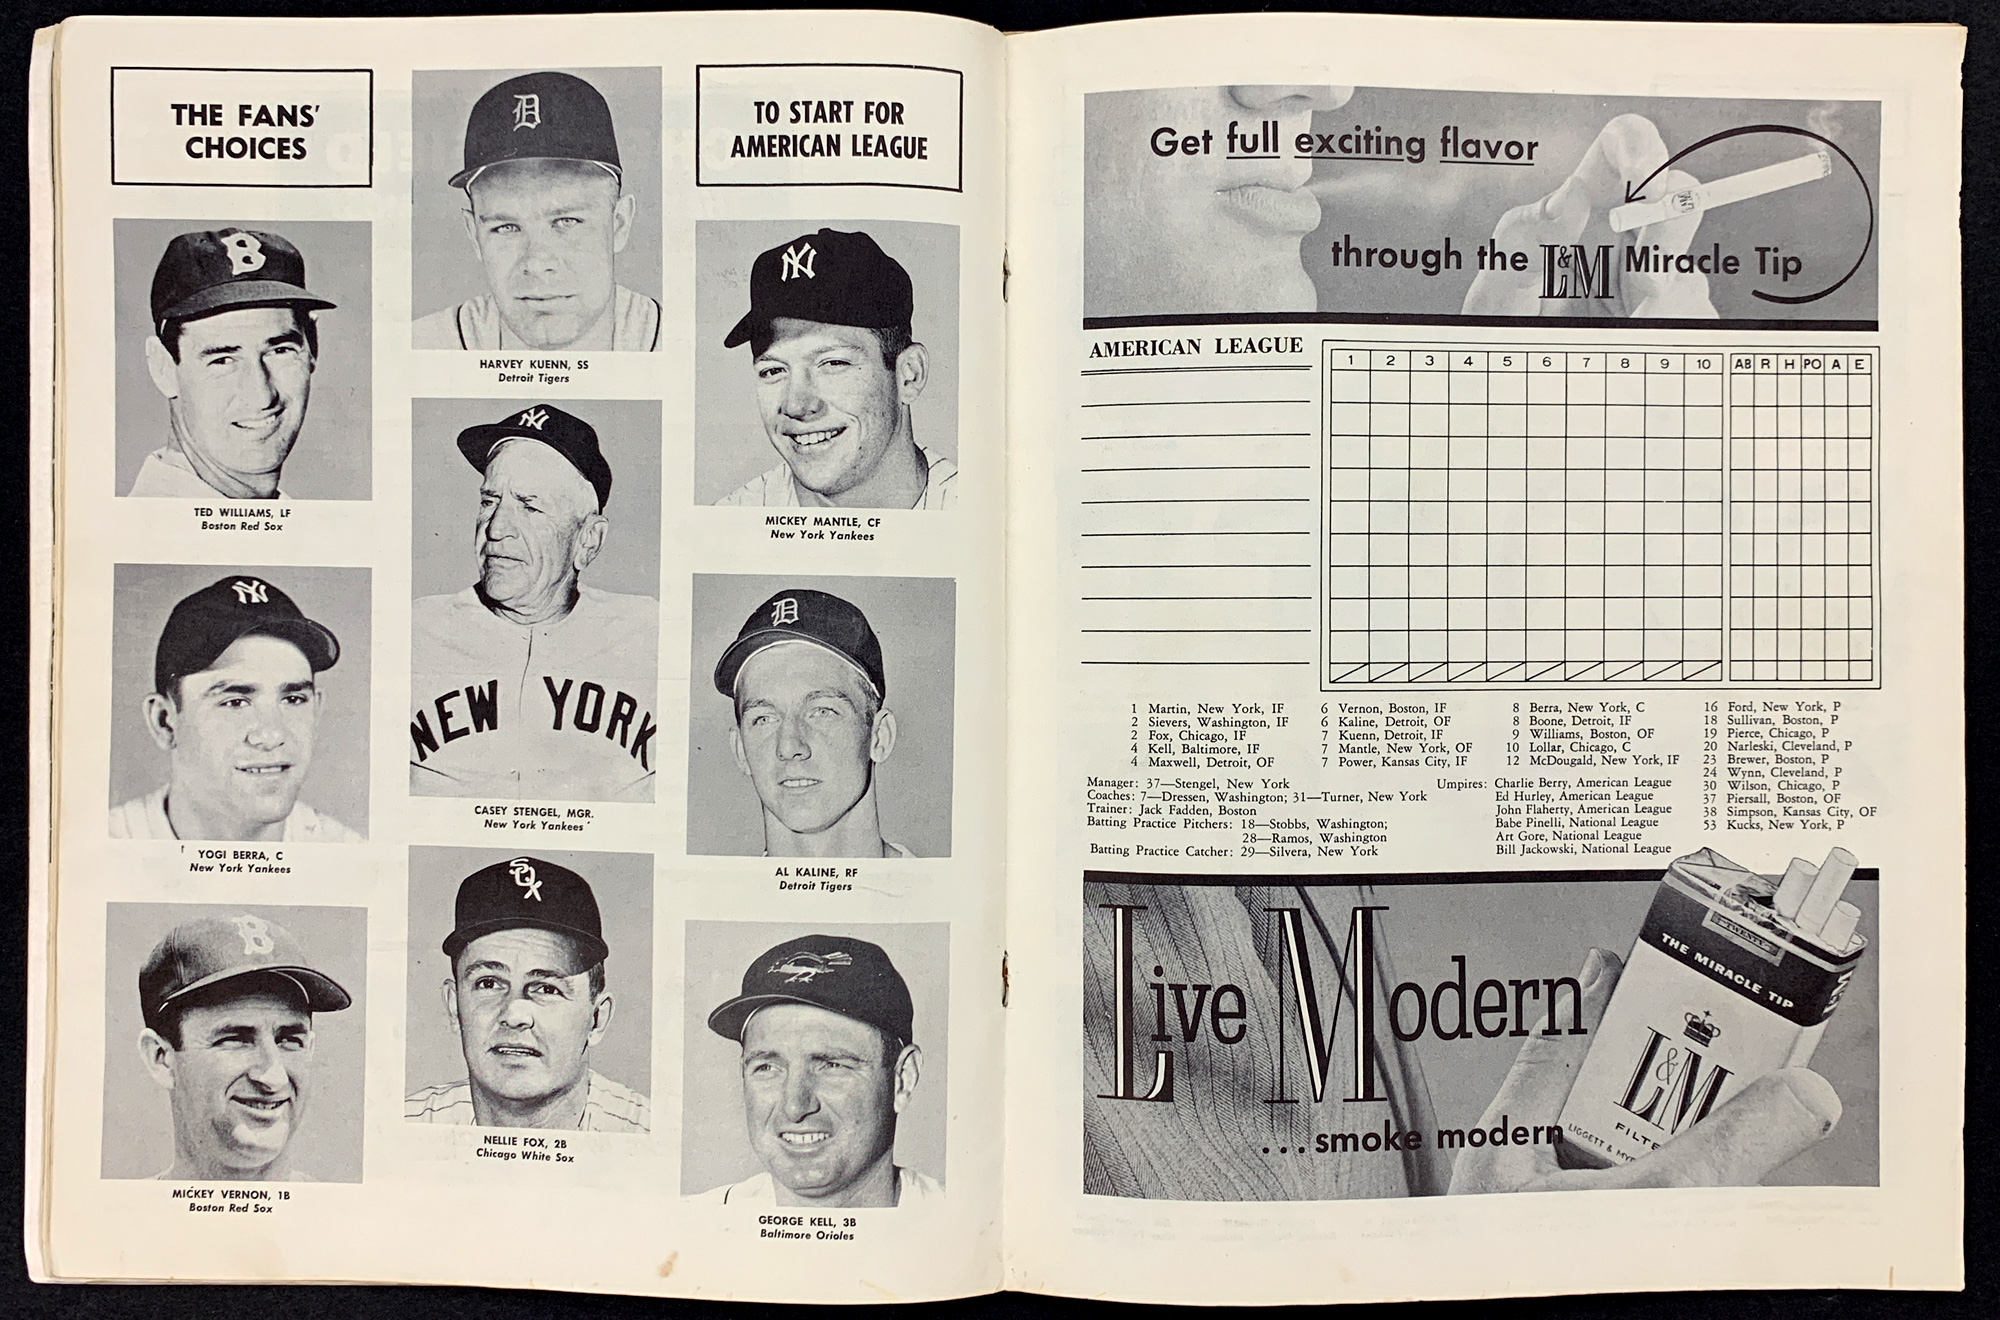 THE FANS'
CHOICES
TO START FOR
AMERICAN LEAGUE
D
HARVEY KUENN, SS
Detroit Tigers
B
TED WILLIAMS, LF
Boston Red Sox
NY
MICKEY MANTLE, CF
New York Yankees
NY
NEW YORK
CASEY STENGEL, MGR.
New York Yankees
NY
YOGI BERRA, C
New York Yankees
D
AL KALINE, RF
Detroit Tigers
B
MICKEY VERNON, 1B
Boston Red Sox
SOX
NELLIE FOX, 2B
Chicago White Sox
GEORGE KELL, 3B
Baltimore Orioles
Get full exciting flavor
through the L&M Miracle Tip
L&M
AMERICAN LEAGUE
1 2 3 4 5 6 7 8 9 10 AB R H PO A E
1 Martin, New York, IF
2 Sievers, Washington, IF
2 Fox, Chicago, IF
4 Kell, Baltimore, IF
4 Maxwell, Detroit, OF
6 Vernon, Boston, IF
6 Kaline, Detroit, OF
7 Kuenn, Detroit, IF
7 Mantle, New York, OF
7 Power, Kansas City, IF
8 Berra, New York, C
8 Boone, Detroit, IF
9 Williams, Boston, OF
10 Lollar, Chicago, C
12 McDougald, New York, IF
16 Ford, New York, P
18 Sullivan, Boston, P
19 Pierce, Chicago, P
20 Narleski, Cleveland, P
23 Brewer, Boston, P
24 Wynn, Cleveland, P
30 Wilson, Chicago, P
37 Piersall, Boston, OF
38 Simpson, Kansas City, OF
53 Kucks, New York, P
Manager: 37—Stengel, New York
Coaches: 7—Dressen, Washington; 31—Turner, New York
Trainer: Jack Fadden, Boston
Batting Practice Pitchers: 18—Stobbs, Washington;
28—Ramos, Washington
Batting Practice Catcher: 29—Silvera, New York
Umpires: Charlie Berry, American League
Ed Hurley, American League
John Flaherty, American League
Babe Pinelli, National League
Art Gore, National League
Bill Jackowski, National League
Live Modern
...smoke modern
TWENTY
THE MIRACLE TIP
L&M
FILTE
LIGGETT & MY